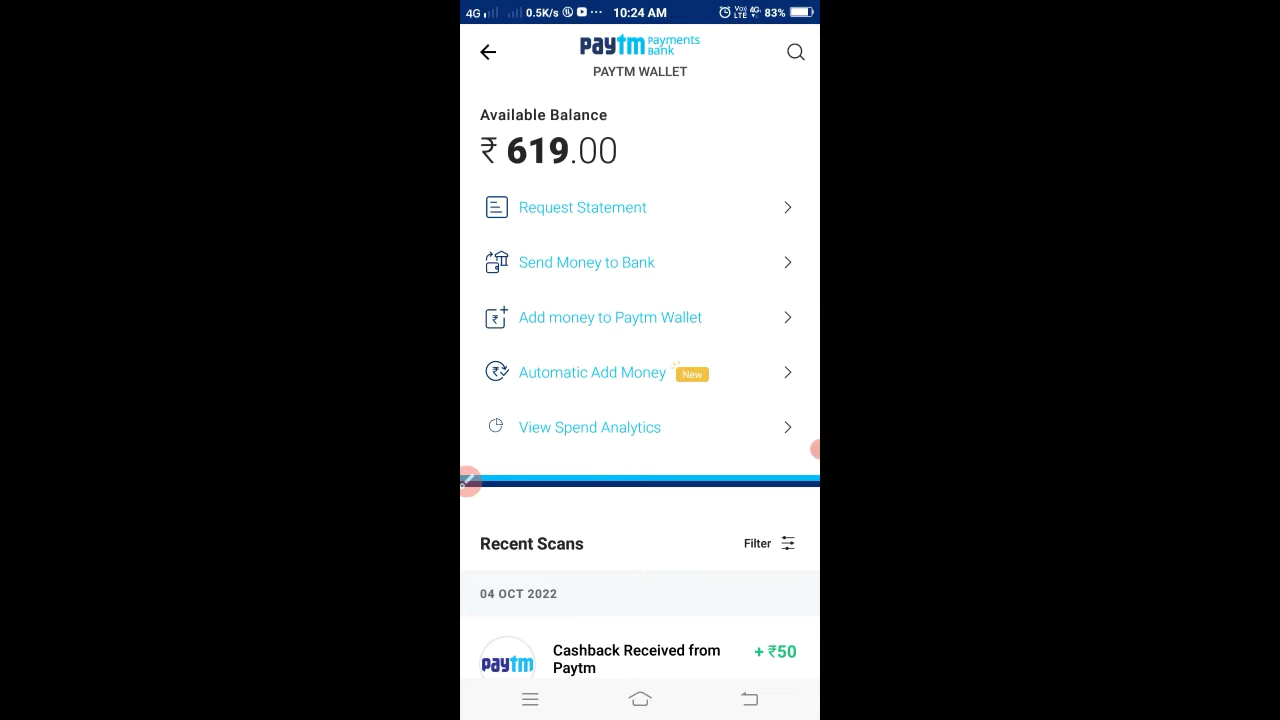 4G 0.5K/s 10:24 AM VoLTE 4G 83%
paytm Payments Bank
PAYTM WALLET
Available Balance
₹ 619.00
Request Statement
Send Money to Bank
Add money to Paytm Wallet
Automatic Add Money New
View Spend Analytics
Recent Scans Filter
04 OCT 2022
Cashback Received from + ₹50
Paytm
paytm